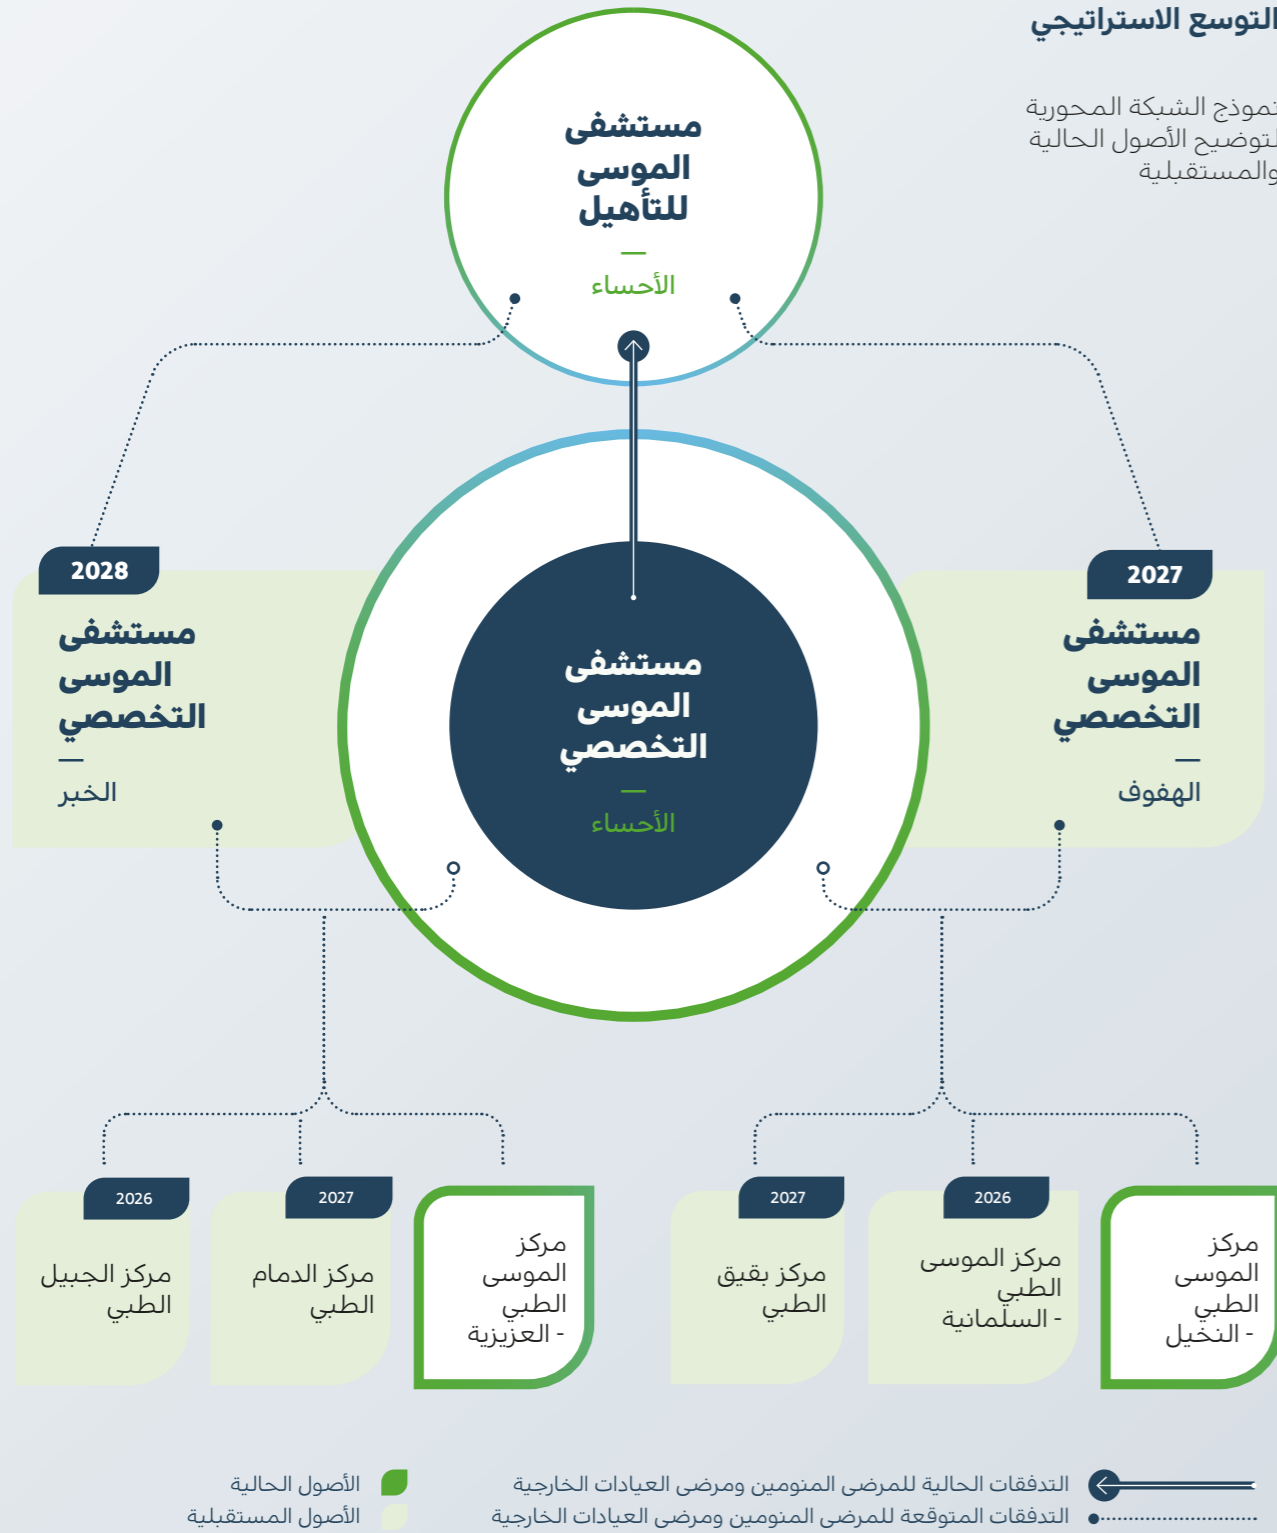 التوسع الاستراتيجي
نموذج الشبكة المحورية
لتوضيح الأصول الحالية
والمستقبلية
مستشفى
الموسى
للتأهيل
الأحساء
2027
مستشفى
الموسى
التخصصي
الهفوف
مستشفى
الموسى
التخصصي
الأحساء
2028
مستشفى
الموسى
التخصصي
الخبر
مركز
الموسى
الطبي
- النخيل
2026
مركز الموسى
الطبي
- السلمانية
2027
مركز بقيق
الطبي
مركز
الموسى
الطبي
- العزيزية
2027
مركز الدمام
الطبي
2026
مركز الجبيل
الطبي
التدفقات الحالية للمرضى المنومين ومرضى العيادات الخارجية
التدفقات المتوقعة للمرضى المنومين ومرضى العيادات الخارجية
الأصول الحالية
الأصول المستقبلية